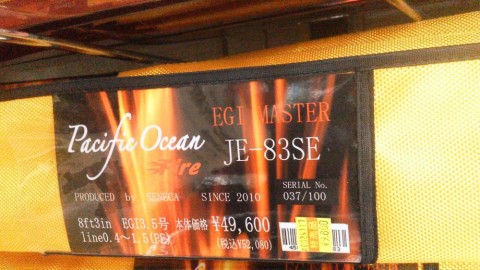 EGI MASTER
Pacific Ocean
fire
JE-83SE
PRODUCED by SENECA SINCE 2010
SERIAL No.
037/100
8ft3in EGI3.5号 本体価格 ¥49,600
line0.4~1.5(PE) (税込¥52,080)